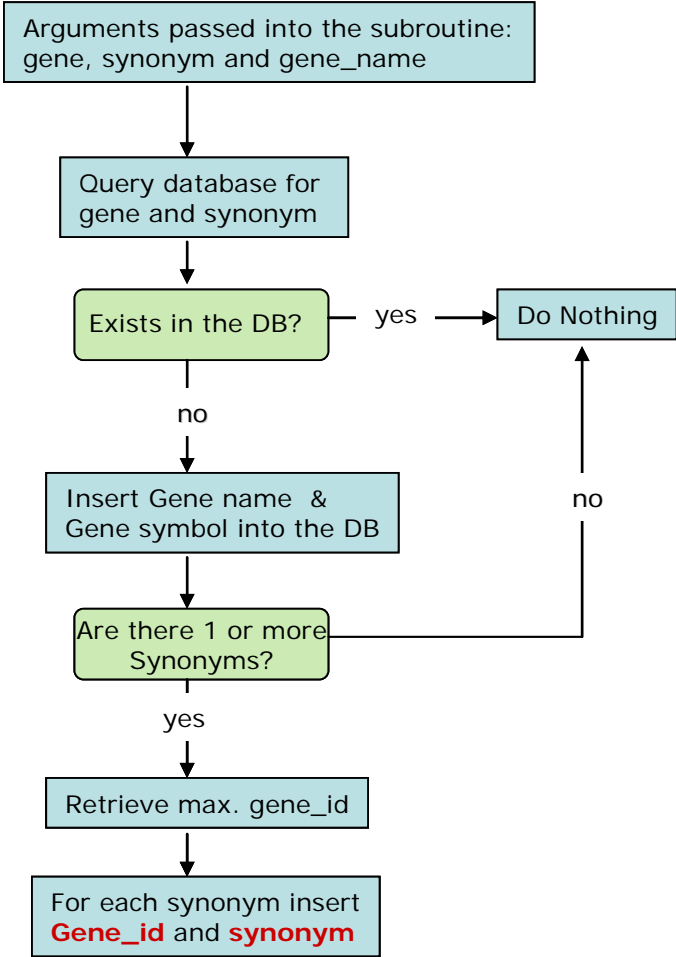 Arguments passed into the subroutine:
gene, synonym and gene_name
Query database for
gene and synonym
Exists in the DB?
yes
Do Nothing
no
Insert Gene name &
Gene symbol into the DB
no
Are there 1 or more
Synonyms?
yes
Retrieve max. gene_id
For each synonym insert
Gene_id and synonym